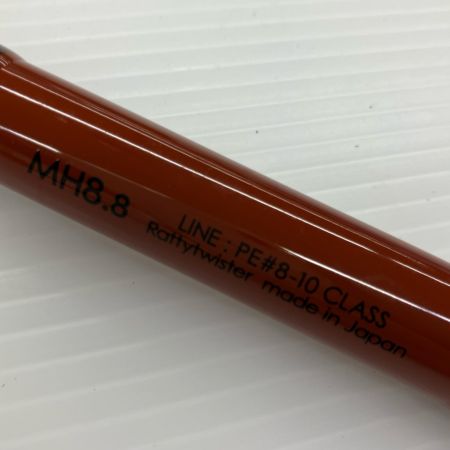 MH8.8
LINE : PE#8-10 CLASS
Rattytwister made in Japan